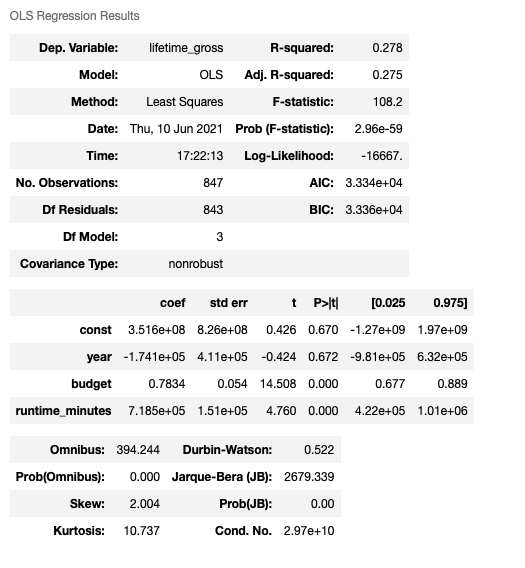 OLS Regression Results
Dep. Variable: lifetime_gross R-squared: 0.278
Model: OLS Adj. R-squared: 0.275
Method: Least Squares F-statistic: 108.2
Date: Thu, 10 Jun 2021 Prob (F-statistic): 2.96e-59
Time: 17:22:13 Log-Likelihood: -16667.
No. Observations: 847 AIC: 3.334e+04
Df Residuals: 843 BIC: 3.336e+04
Df Model: 3
Covariance Type: nonrobust
coef std err t P>|t| [0.025 0.975]
const 3.516e+08 8.26e+08 0.426 0.670 -1.27e+09 1.97e+09
year -1.741e+05 4.11e+05 -0.424 0.672 -9.81e+05 6.32e+05
budget 0.7834 0.054 14.508 0.000 0.677 0.889
runtime_minutes 7.185e+05 1.51e+05 4.760 0.000 4.22e+05 1.01e+06
Omnibus: 394.244 Durbin-Watson: 0.522
Prob(Omnibus): 0.000 Jarque-Bera (JB): 2679.339
Skew: 2.004 Prob(JB): 0.00
Kurtosis: 10.737 Cond. No. 2.97e+10